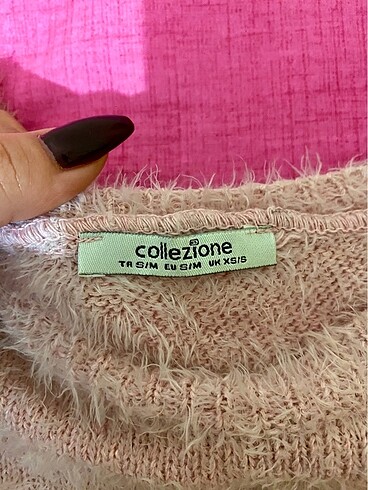 collezione
TR S/M EU S/M UK XS/S